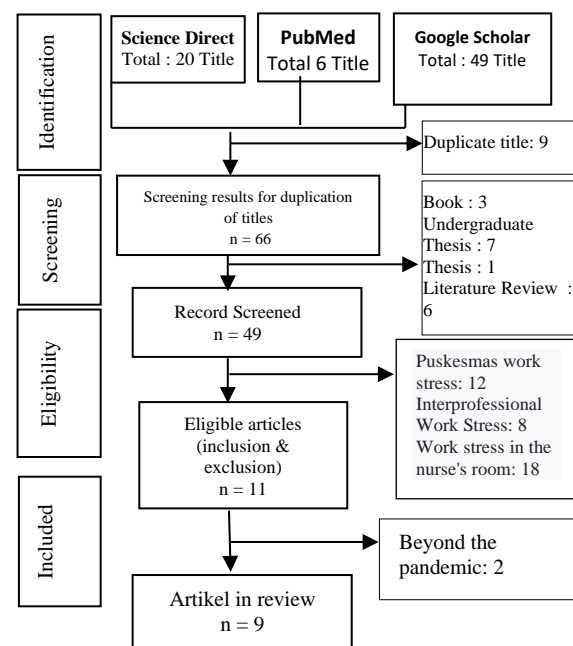 Identification
Science Direct
Total : 20 Title
PubMed
Total 6 Title
Google Scholar
Total : 49 Title
Duplicate title: 9
Screening
Screening results for duplication
of titles
n = 66
Book : 3
Undergraduate
Thesis : 7
Thesis : 1
Literature Review :
6
Record Screened
n = 49
Eligibility
Puskesmas work
stress: 12
Interprofessional
Work Stress: 8
Work stress in the
nurse's room: 18
Eligible articles
(inclusion &
exclusion)
n = 11
Included
Beyond the
pandemic: 2
Artikel in review
n = 9